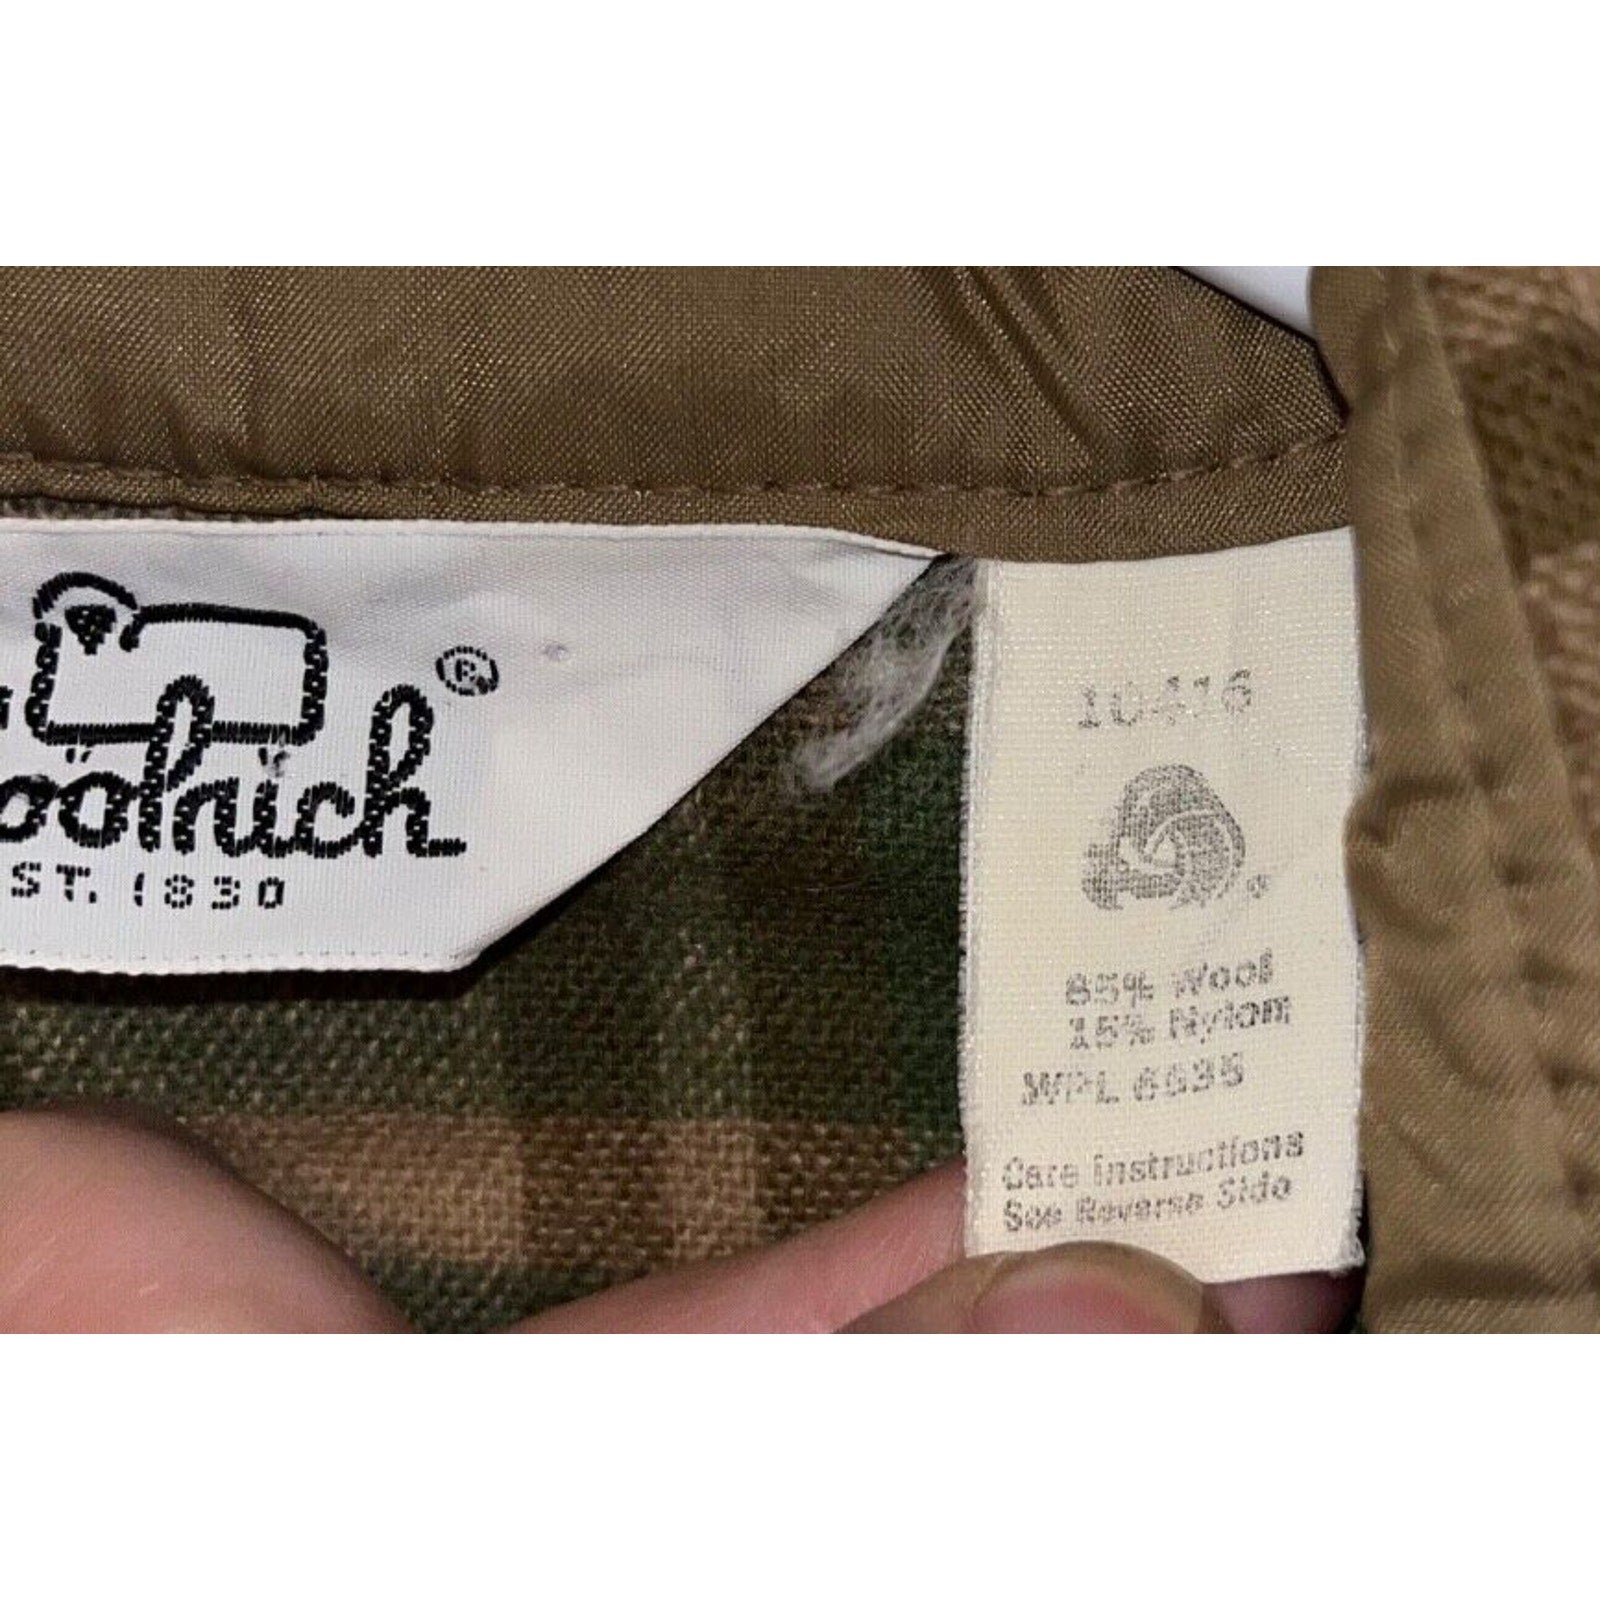 oolrich®
ST. 1830
10416
85% Wool
15% Nylon
WPL 6635
Care Instructions
See Reverse Side